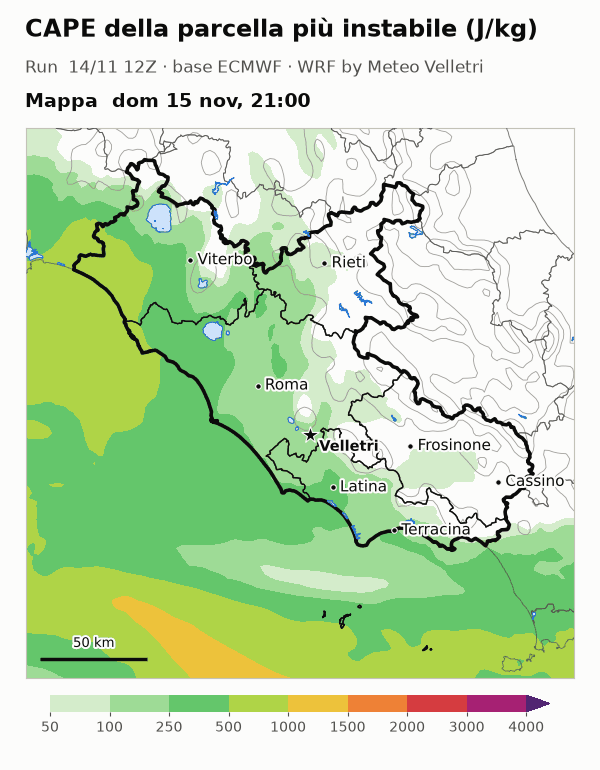 CAPE della parcella più instabile (J/kg)
Run  14/11 12Z · base ECMWF · WRF by Meteo Velletri
Mappa  dom 15 nov, 21:00
Viterbo
Rieti
Roma
Velletri
Frosinone
Latina
Cassino
Terracina
50 km
50 100 250 500 1000 1500 2000 3000 4000